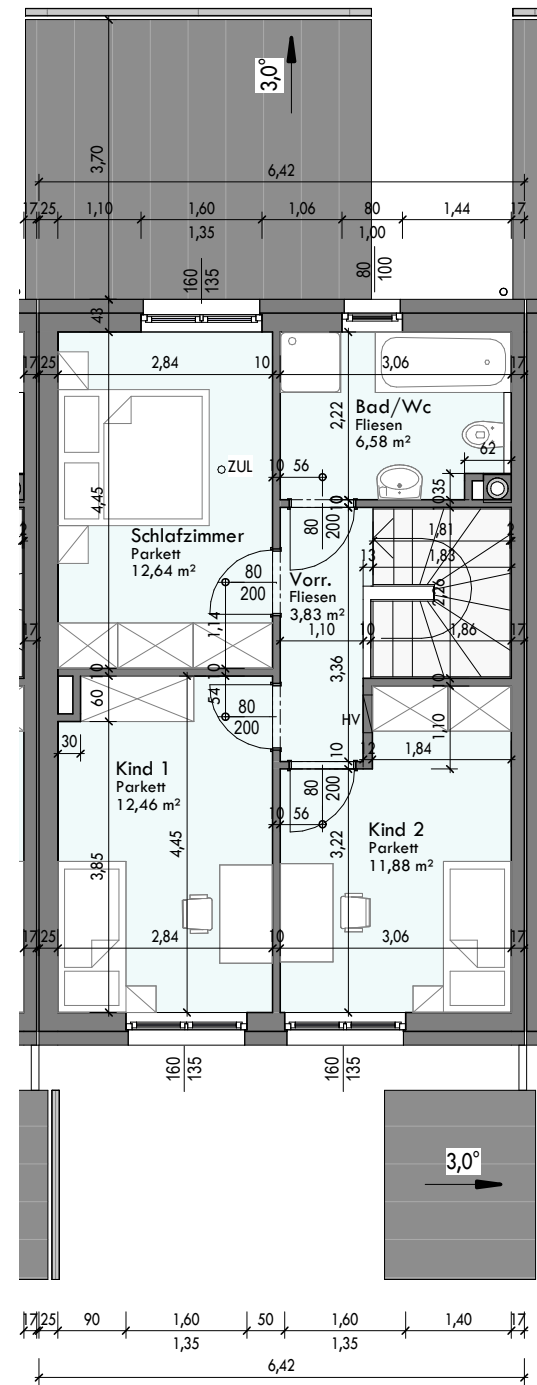 3,0°
3,70
6,42
17 25 1,10 1,60 1,06 80 1,44 17
1,35 1,00
160
135
80
100
43
17 25 2,84 10 3,06 17
2,22
Bad/Wc
Fliesen
6,58 m²
62
ZUL
10 56
35
4,45
10
80
200
2
1,81
2
Schlafzimmer
Parkett
12,64 m²
13
1,83
80
200
Vorr.
Fliesen
3,83 m²
2,26
1,14
17
1,10
10
1,86
17
3,36
10
10
10
60
54
80
200
HV
1,10
30
10
12
1,84
Kind 1
Parkett
12,46 m²
80
200
10 56
Kind 2
Parkett
11,88 m²
4,45
3,22
3,85
17 25 2,84 10 3,06 17
160
135
160
135
3,0°
17 25 90 1,60 50 1,60 1,40 17
1,35 1,35
6,42